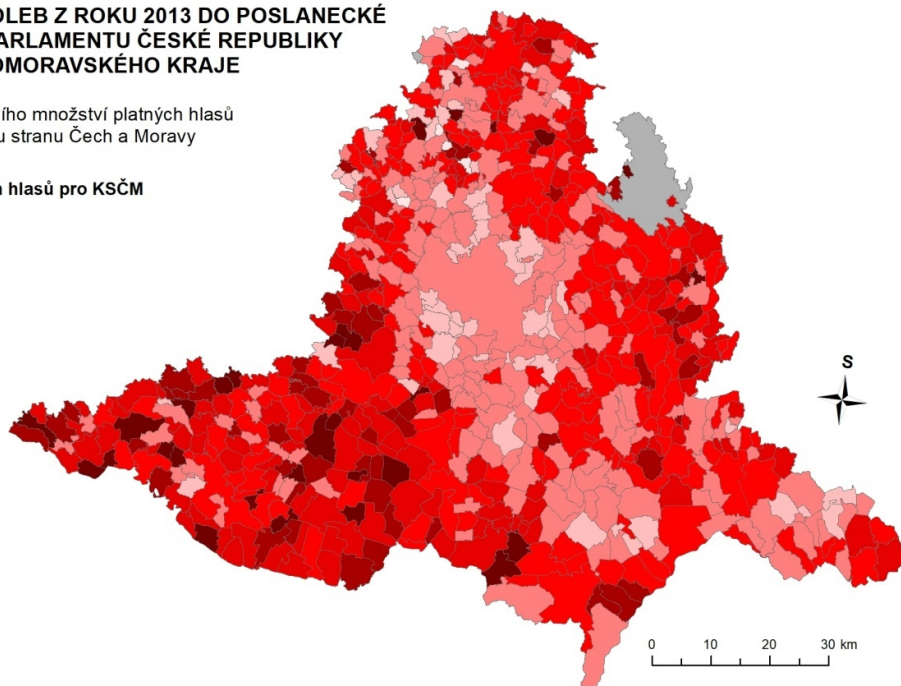 OLEB Z ROKU 2013 DO POSLANECKÉ
ARLAMENTU ČESKÉ REPUBLIKY
OMORAVSKÉHO KRAJE
ího množství platných hlasů
u stranu Čech a Moravy
hlasů pro KSČM
S
0 10 20 30 km